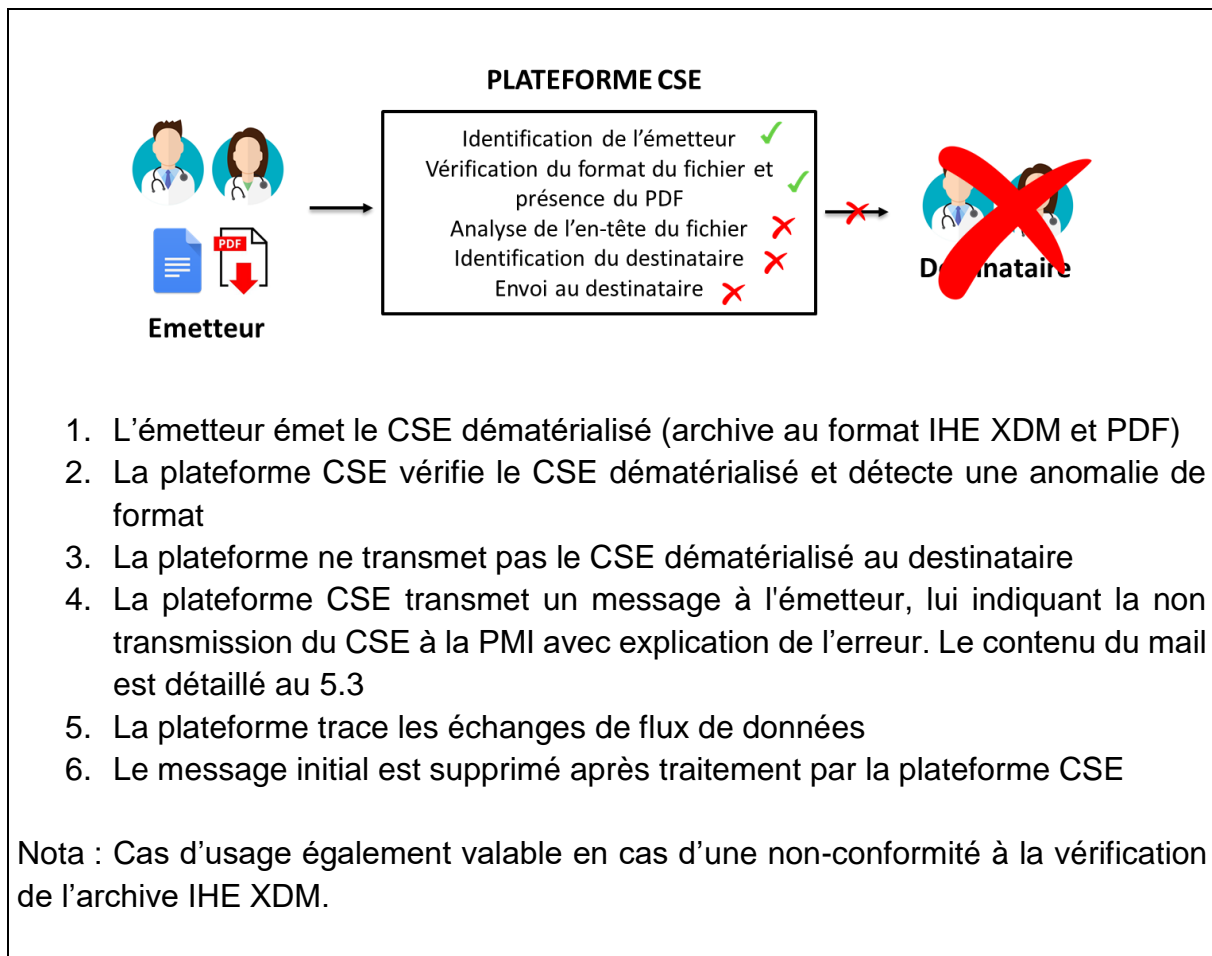 PLATEFORME CSE
Identification de l’émetteur
Vérification du format du fichier et
présence du PDF
Analyse de l’en-tête du fichier
Identification du destinataire
Envoi au destinataire
PDF
Emetteur
1. L’émetteur émet le CSE dématérialisé (archive au format IHE XDM et PDF)
2. La plateforme CSE vérifie le CSE dématérialisé et détecte une anomalie de
format
3. La plateforme ne transmet pas le CSE dématérialisé au destinataire
4. La plateforme CSE transmet un message à l'émetteur, lui indiquant la non
transmission du CSE à la PMI avec explication de l’erreur. Le contenu du mail
est détaillé au 5.3
5. La plateforme trace les échanges de flux de données
6. Le message initial est supprimé après traitement par la plateforme CSE
Nota : Cas d’usage également valable en cas d’une non-conformité à la vérification
de l’archive IHE XDM.